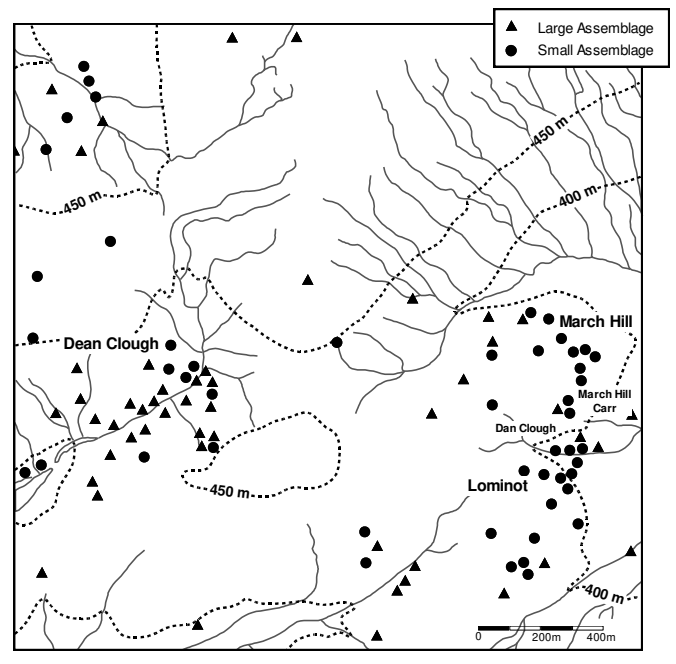 Large Assemblage
Small Assemblage
450 m
400 m
450 m
March Hill
Dean Clough
March Hill
Carr
Dan Clough
Lominot
450 m
400 m
0 200m 400m